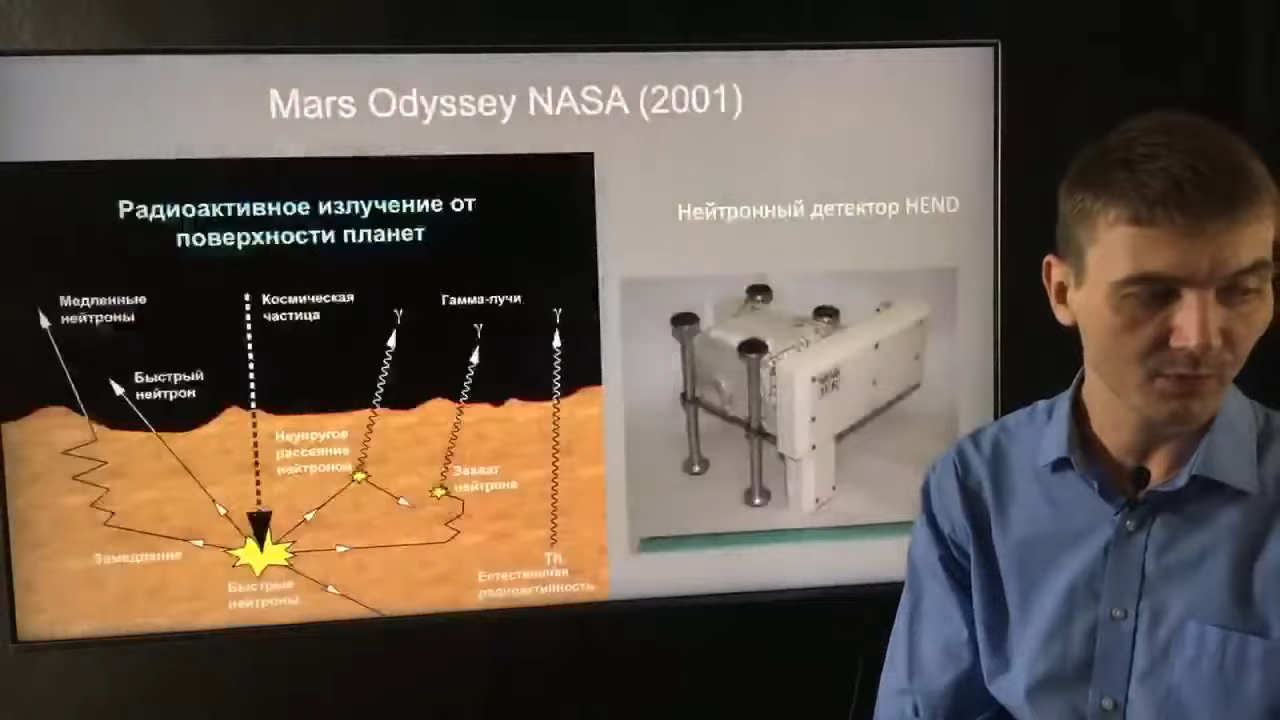 Mars Odyssey NASA (2001)
Радиоактивное излучение от
поверхности планет
Нейтронный детектор HEND
Медленные
нейтроны
Космическая
частица
Гамма-лучи
γ
γ
γ
Быстрый
нейтрон
Неупругое
рассеяние
нейтронов
Захват
нейтрона
Замедление
Быстрые
нейтроны
Th
Естественная
радиоактивность